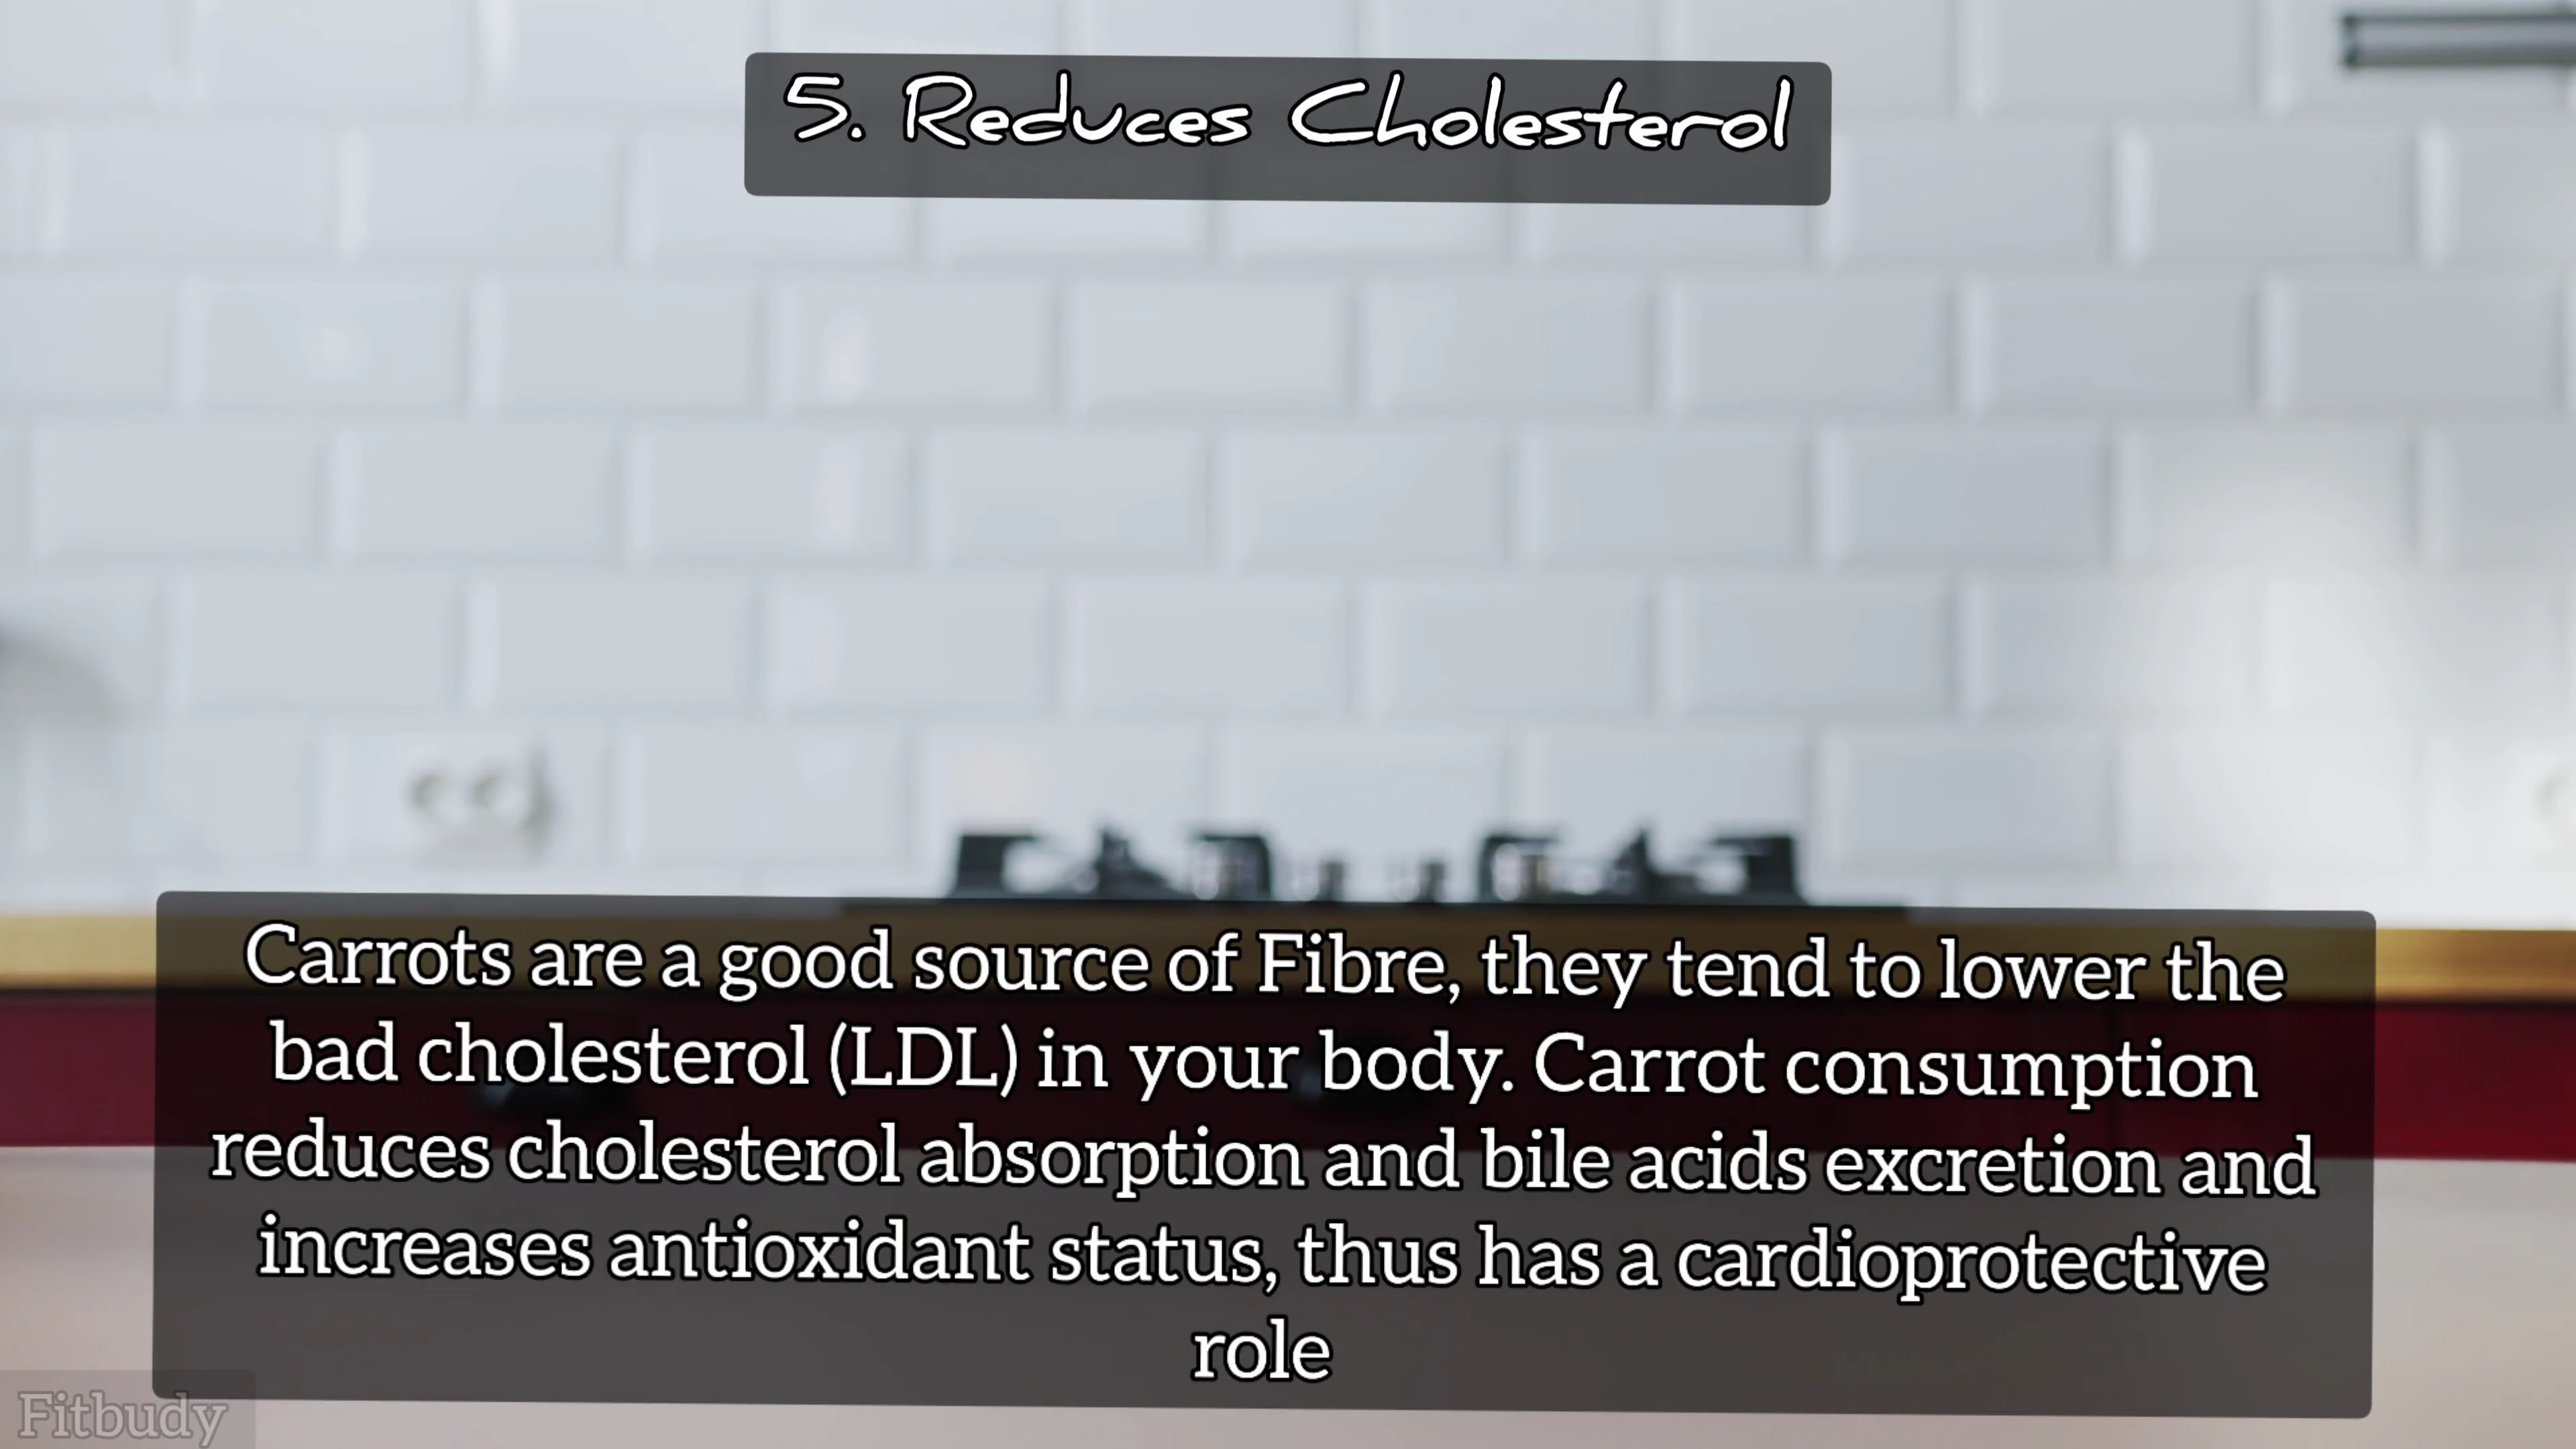 5. Reduces Cholesterol
Carrots are a good source of Fibre, they tend to lower the
bad cholesterol (LDL) in your body. Carrot consumption
reduces cholesterol absorption and bile acids excretion and
increases antioxidant status, thus has a cardioprotective
role
Fitbudy